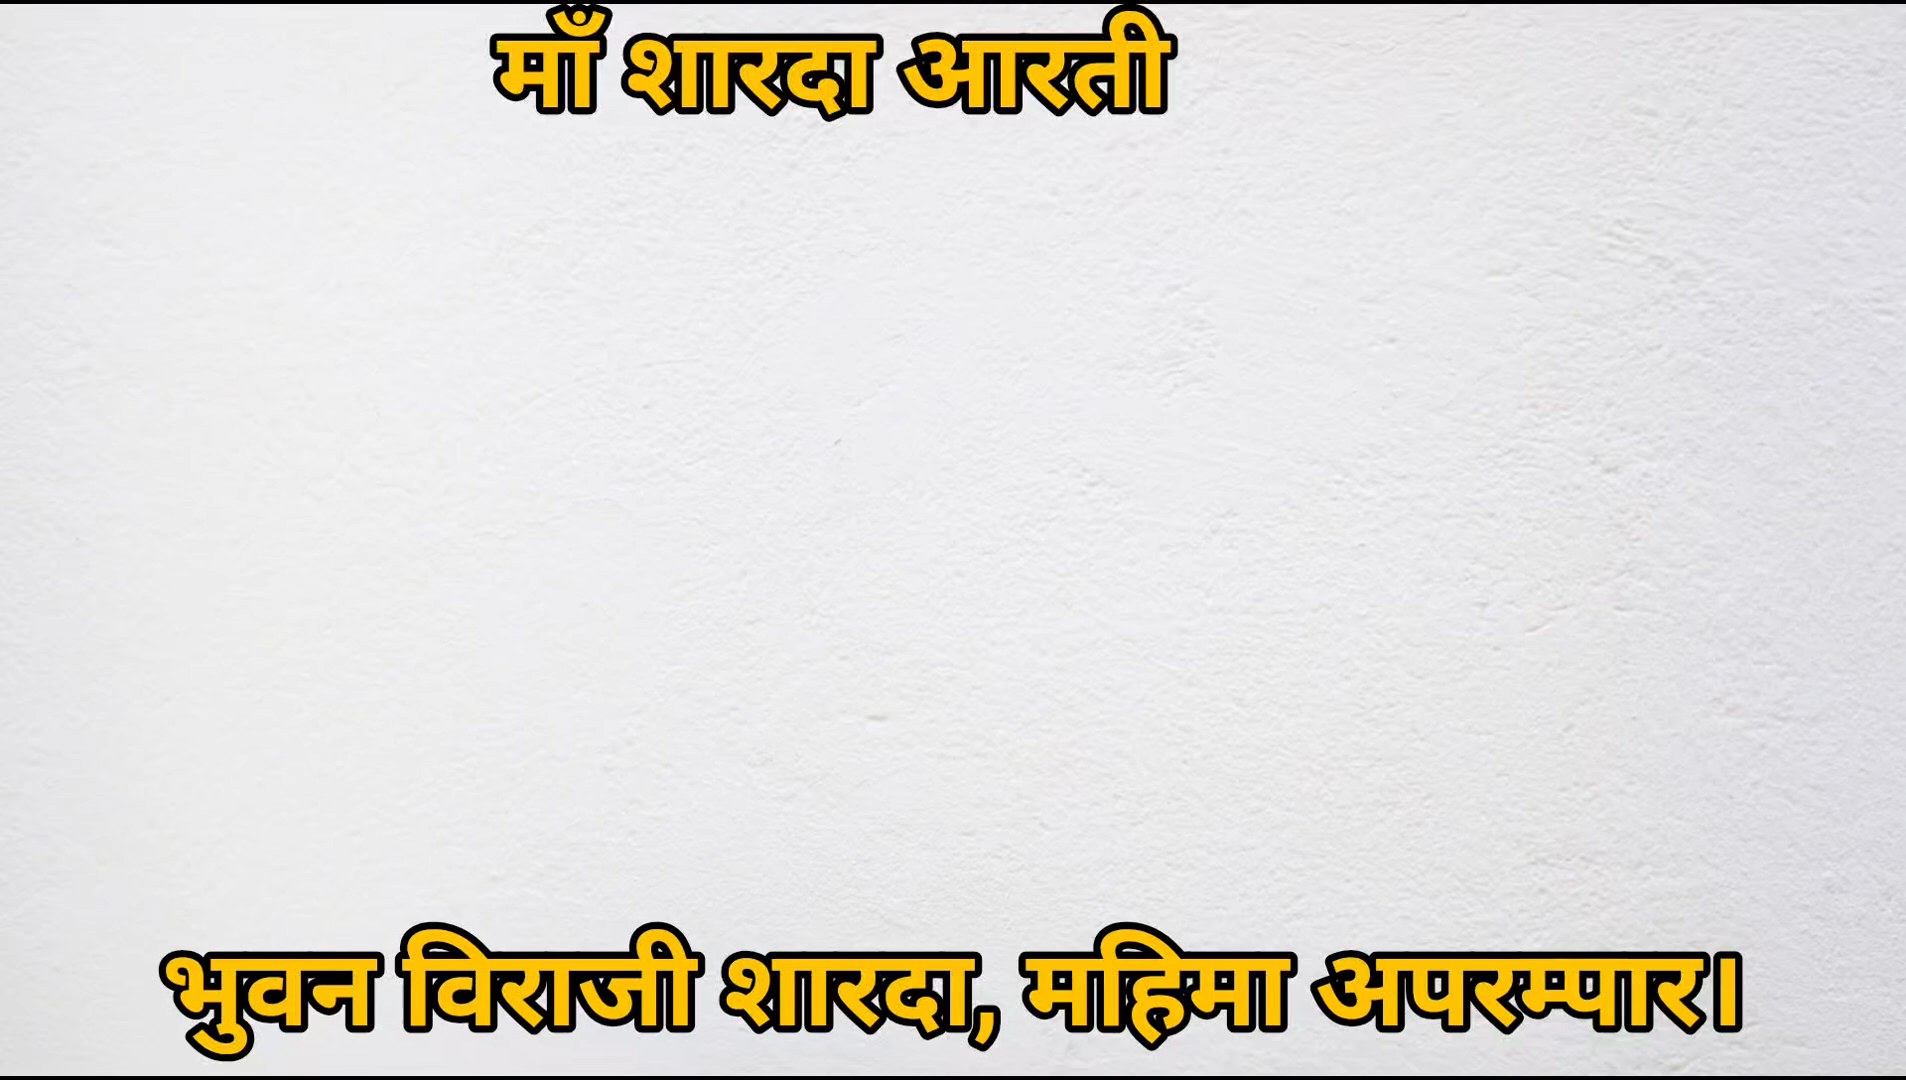 माँ शारदा आरती
भुवन विराजी शारदा, महिमा अपरम्पार।